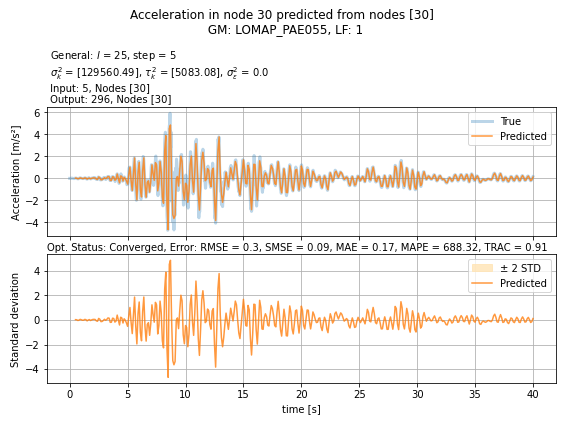 Acceleration in node 30 predicted from nodes [30]
GM: LOMAP_PAE055, LF: 1
General: l = 25, step = 5
σ²ₖ = [129560.49], τ²ₖ = [5083.08], σ²ₑ = 0.0
Input: 5, Nodes [30]
Output: 296, Nodes [30]
Acceleration [m/s²]
6
4
2
0
−2
−4
True
Predicted
Opt. Status: Converged, Error: RMSE = 0.3, SMSE = 0.09, MAE = 0.17, MAPE = 688.32, TRAC = 0.91
Standard deviation
4
2
0
−2
−4
± 2 STD
Predicted
0 5 10 15 20 25 30 35 40
time [s]